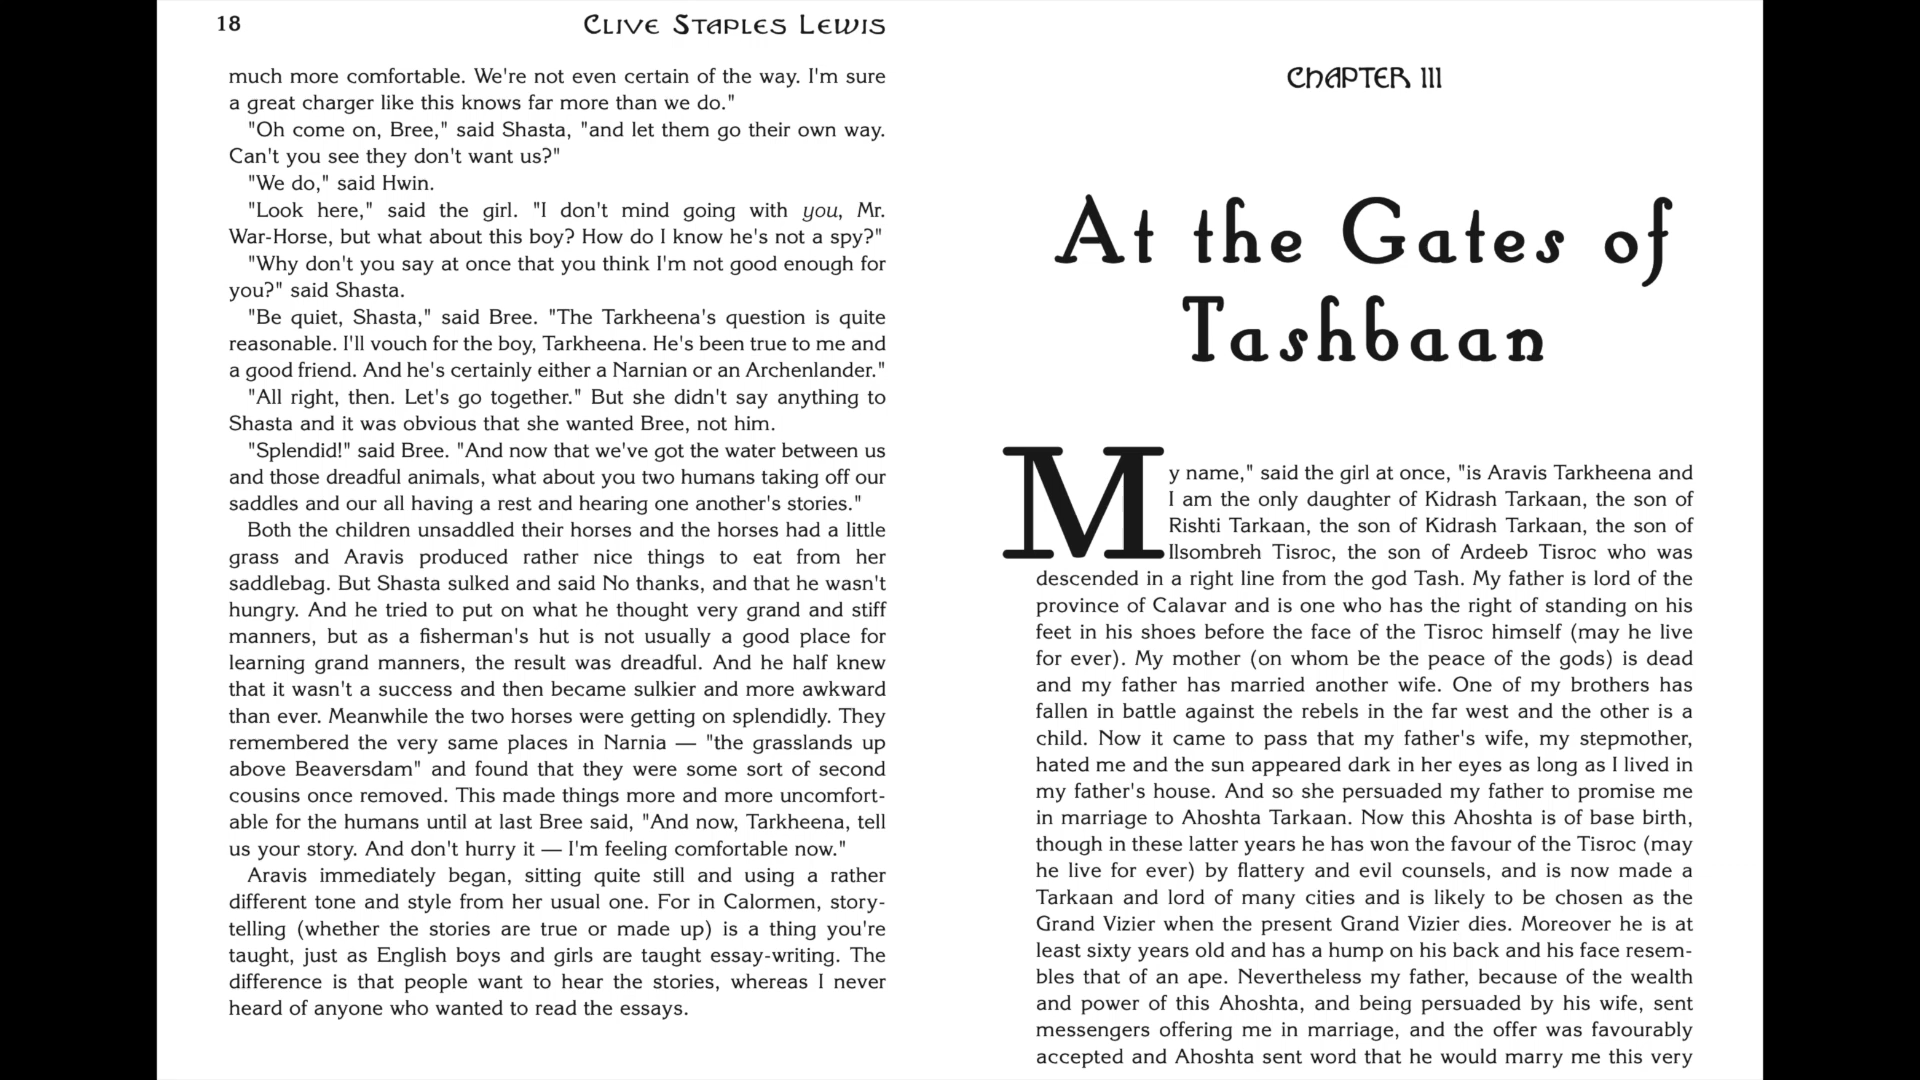 18
Clive Staples Lewis
much more comfortable. We're not even certain of the way. I'm sure
a great charger like this knows far more than we do."
"Oh come on, Bree," said Shasta, "and let them go their own way.
Can't you see they don't want us?"
"We do," said Hwin.
"Look here," said the girl. "I don't mind going with you, Mr.
War-Horse, but what about this boy? How do I know he's not a spy?"
"Why don't you say at once that you think I'm not good enough for
you?" said Shasta.
"Be quiet, Shasta," said Bree. "The Tarkheena's question is quite
reasonable. I'll vouch for the boy, Tarkheena. He's been true to me and
a good friend. And he's certainly either a Narnian or an Archenlander."
"All right, then. Let's go together." But she didn't say anything to
Shasta and it was obvious that she wanted Bree, not him.
"Splendid!" said Bree. "And now that we've got the water between us
and those dreadful animals, what about you two humans taking off our
saddles and our all having a rest and hearing one another's stories."
Both the children unsaddled their horses and the horses had a little
grass and Aravis produced rather nice things to eat from her
saddlebag. But Shasta sulked and said No thanks, and that he wasn't
hungry. And he tried to put on what he thought very grand and stiff
manners, but as a fisherman's hut is not usually a good place for
learning grand manners, the result was dreadful. And he half knew
that it wasn't a success and then became sulkier and more awkward
than ever. Meanwhile the two horses were getting on splendidly. They
remembered the very same places in Narnia — "the grasslands up
above Beaversdam" and found that they were some sort of second
cousins once removed. This made things more and more uncomfort-
able for the humans until at last Bree said, "And now, Tarkheena, tell
us your story. And don't hurry it — I'm feeling comfortable now."
Aravis immediately began, sitting quite still and using a rather
different tone and style from her usual one. For in Calormen, story-
telling (whether the stories are true or made up) is a thing you're
taught, just as English boys and girls are taught essay-writing. The
difference is that people want to hear the stories, whereas I never
heard of anyone who wanted to read the essays.
Chapter III
At the Gates of
Tashbaan
My name," said the girl at once, "is Aravis Tarkheena and
I am the only daughter of Kidrash Tarkaan, the son of
Rishti Tarkaan, the son of Kidrash Tarkaan, the son of
Ilsombreh Tisroc, the son of Ardeeb Tisroc who was
descended in a right line from the god Tash. My father is lord of the
province of Calavar and is one who has the right of standing on his
feet in his shoes before the face of the Tisroc himself (may he live
for ever). My mother (on whom be the peace of the gods) is dead
and my father has married another wife. One of my brothers has
fallen in battle against the rebels in the far west and the other is a
child. Now it came to pass that my father's wife, my stepmother,
hated me and the sun appeared dark in her eyes as long as I lived in
my father's house. And so she persuaded my father to promise me
in marriage to Ahoshta Tarkaan. Now this Ahoshta is of base birth,
though in these latter years he has won the favour of the Tisroc (may
he live for ever) by flattery and evil counsels, and is now made a
Tarkaan and lord of many cities and is likely to be chosen as the
Grand Vizier when the present Grand Vizier dies. Moreover he is at
least sixty years old and has a hump on his back and his face resem-
bles that of an ape. Nevertheless my father, because of the wealth
and power of this Ahoshta, and being persuaded by his wife, sent
messengers offering me in marriage, and the offer was favourably
accepted and Ahoshta sent word that he would marry me this very